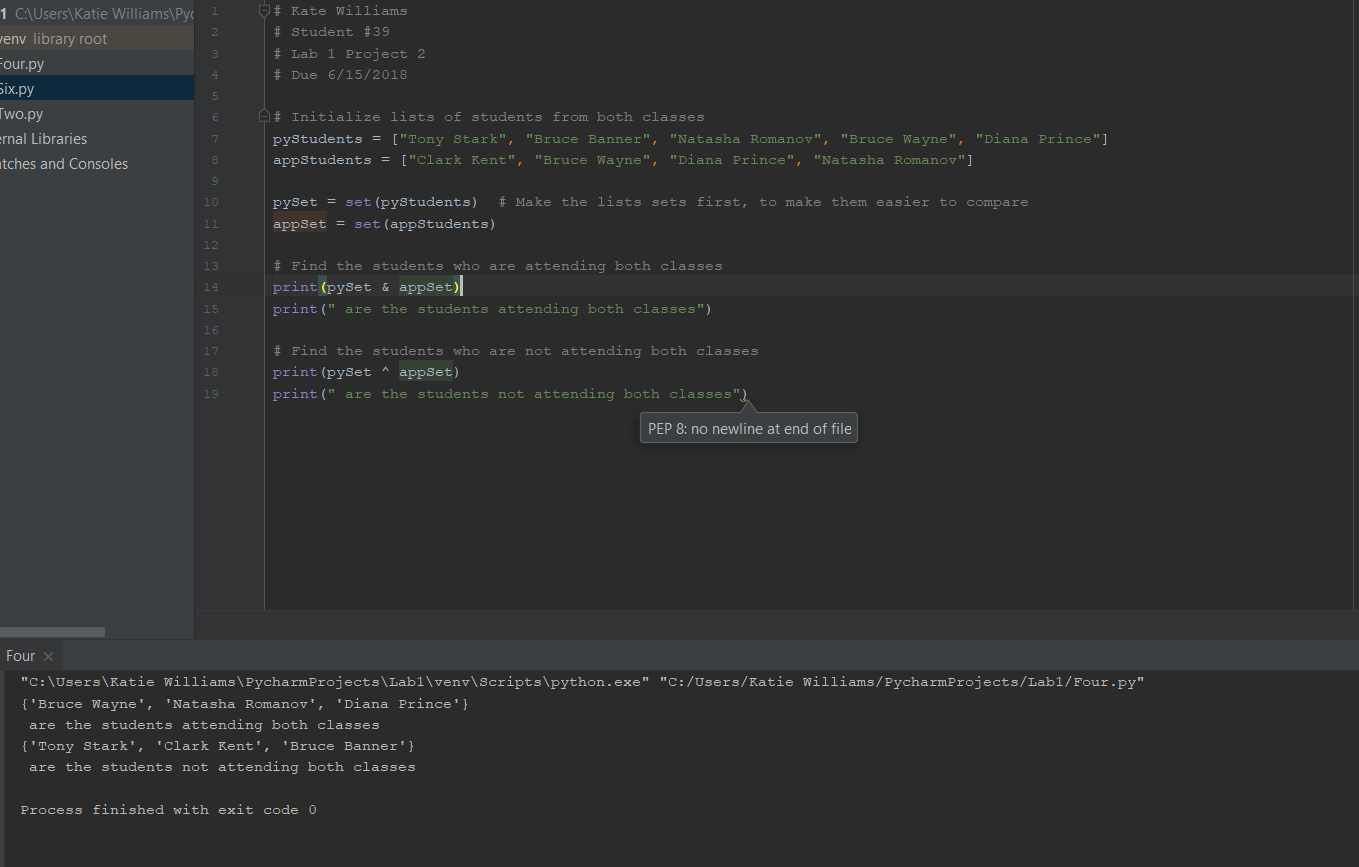 1 C:\Users\Katie Williams\Pyc
venv library root
Four.py
Six.py
Two.py
ernal Libraries
atches and Consoles
1 # Kate Williams
2 # Student #39
3 # Lab 1 Project 2
4 # Due 6/15/2018
5
6 # Initialize lists of students from both classes
7 pyStudents = ["Tony Stark", "Bruce Banner", "Natasha Romanov", "Bruce Wayne", "Diana Prince"]
8 appStudents = ["Clark Kent", "Bruce Wayne", "Diana Prince", "Natasha Romanov"]
9
10 pySet = set(pyStudents)  # Make the lists sets first, to make them easier to compare
11 appSet = set(appStudents)
12
13 # Find the students who are attending both classes
14 print(pySet & appSet)
15 print(" are the students attending both classes")
16
17 # Find the students who are not attending both classes
18 print(pySet ^ appSet)
19 print(" are the students not attending both classes")
PEP 8: no newline at end of file
Four
"C:\Users\Katie Williams\PycharmProjects\Lab1\venv\Scripts\python.exe" "C:/Users/Katie Williams/PycharmProjects/Lab1/Four.py"
{'Bruce Wayne', 'Natasha Romanov', 'Diana Prince'}
 are the students attending both classes
{'Tony Stark', 'Clark Kent', 'Bruce Banner'}
 are the students not attending both classes
Process finished with exit code 0